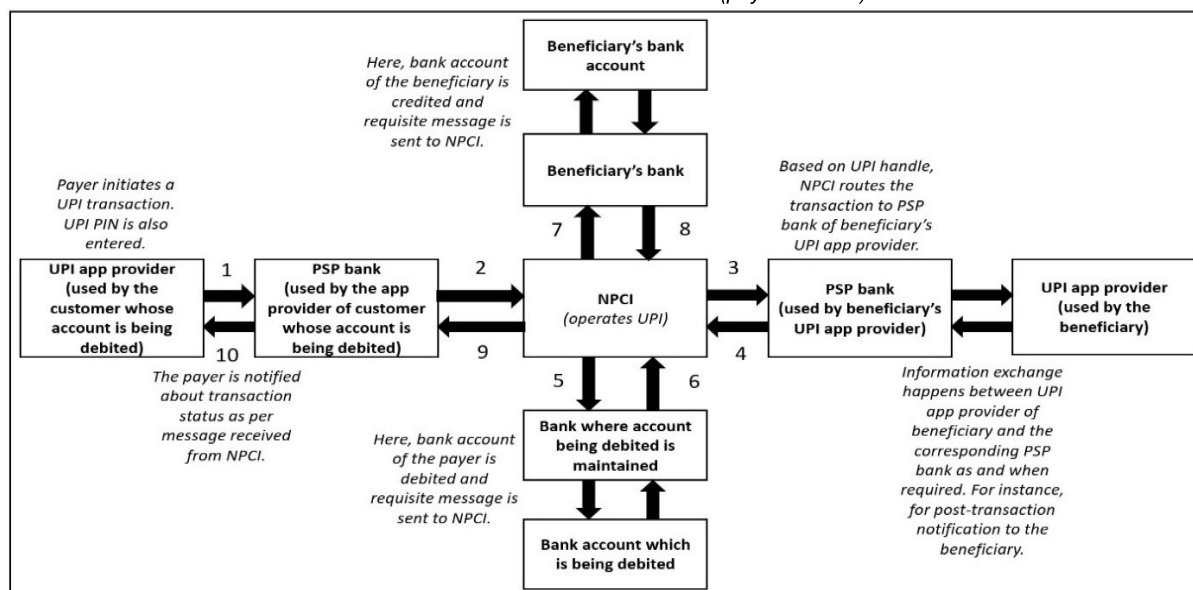 Beneficiary's bank
account
Here, bank account
of the beneficiary is
credited and
requisite message is
sent to NPCI.
Beneficiary's bank
Based on UPI handle,
NPCI routes the
transaction to PSP
bank of beneficiary's
UPI app provider.
Payer initiates a
UPI transaction.
UPI PIN is also
entered.
7
8
UPI app provider
(used by the
customer whose
account is being
debited)
1
10
PSP bank
(used by the app
provider of customer
whose account is
being debited)
2
9
NPCI
(operates UPI)
3
4
PSP bank
(used by beneficiary's
UPI app provider)
UPI app provider
(used by the
beneficiary)
The payer is notified
about transaction
status as per
message received
from NPCI.
5
6
Here, bank account
of the payer is
debited and
requisite message is
sent to NPCI.
Bank where account
being debited is
maintained
Bank account which
is being debited
Information exchange
happens between UPI
app provider of
beneficiary and the
corresponding PSP
bank as and when
required. For instance,
for post-transaction
notification to the
beneficiary.